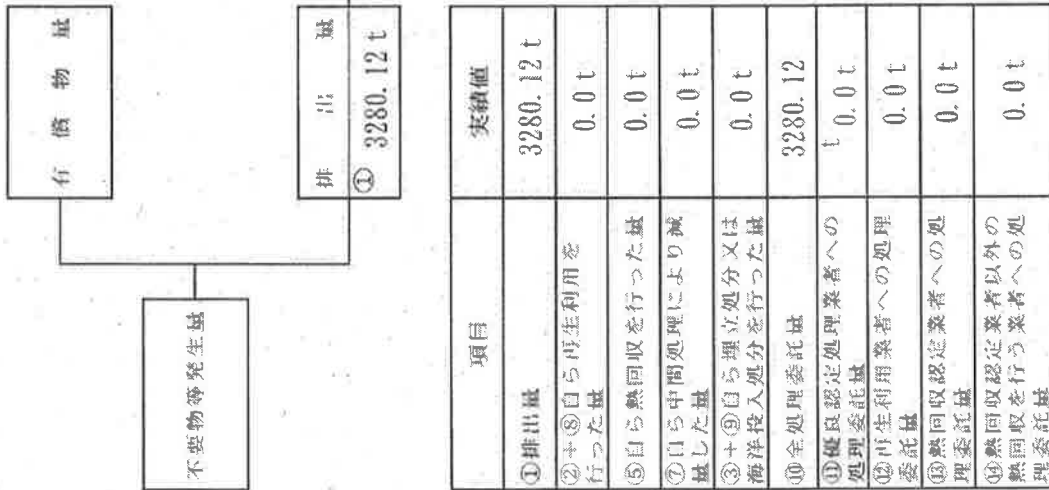 有償物量
不要物等発生量
排出量
① 3280.12 t
項目
実績値
①排出量
3280.12 t
②+⑧自ら再生利用を
行った量
0.0 t
⑤自ら熱回収を行った量
0.0 t
⑦自ら中間処理により減
量した量
0.0 t
③+⑨自ら埋立処分又は
海洋投入処分を行った量
0.0 t
⑩全処理委託量
3280.12
t
⑪優良認定処理業者への
処理委託量
0.0 t
⑫再生利用業者への処理
委託量
0.0 t
⑬熱回収認定業者への処
理委託量
0.0 t
⑭熱回収認定業者以外の
熱回収を行う業者への処
理委託量
0.0 t